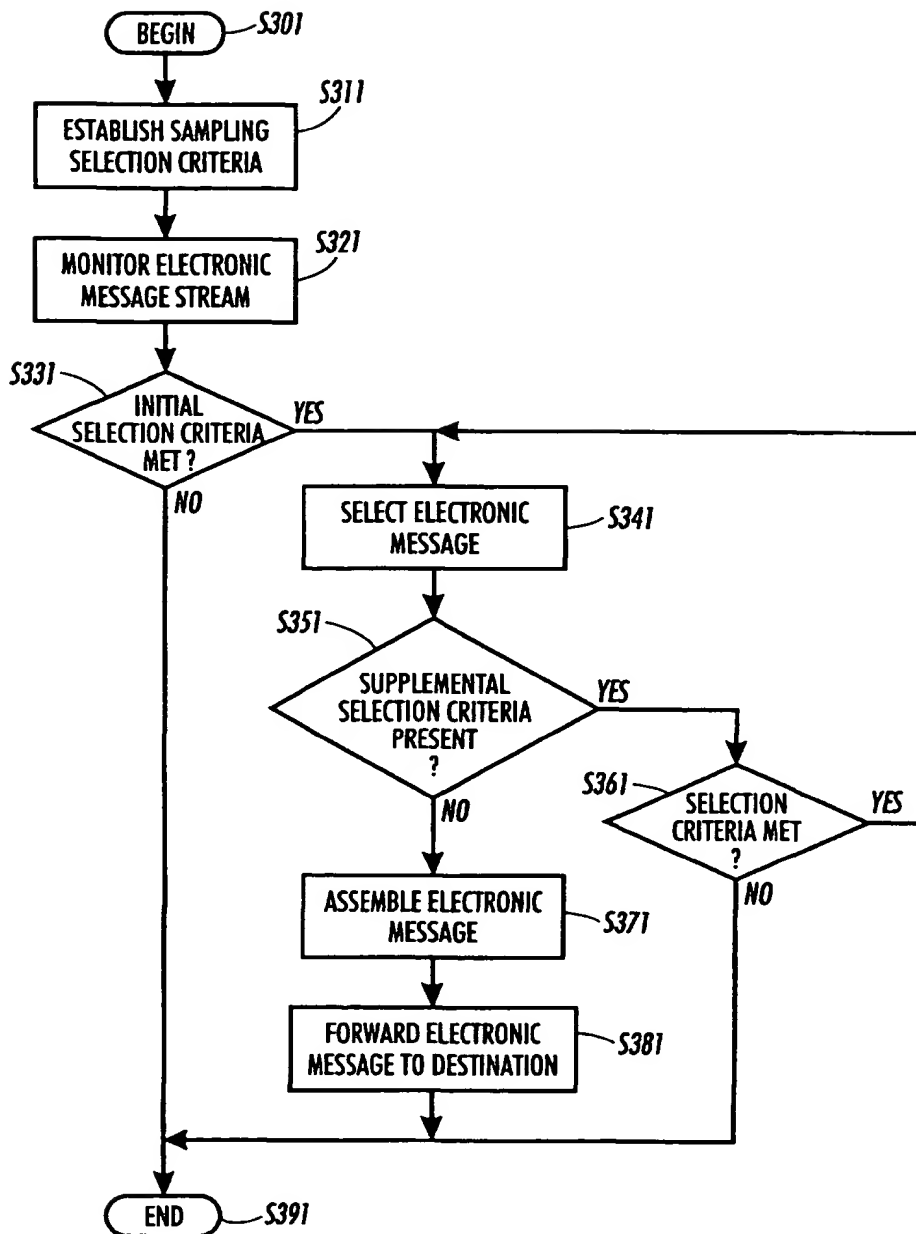 BEGIN
S301
S311
ESTABLISH SAMPLING
SELECTION CRITERIA
S321
MONITOR ELECTRONIC
MESSAGE STREAM
S331
INITIAL
SELECTION CRITERIA
MET ?
YES
NO
SELECT ELECTRONIC
MESSAGE
S341
S351
SUPPLEMENTAL
SELECTION CRITERIA
PRESENT
?
YES
NO
S361
SELECTION
CRITERIA MET
?
YES
NO
ASSEMBLE ELECTRONIC
MESSAGE
S371
FORWARD ELECTRONIC
MESSAGE TO DESTINATION
S381
END
S391